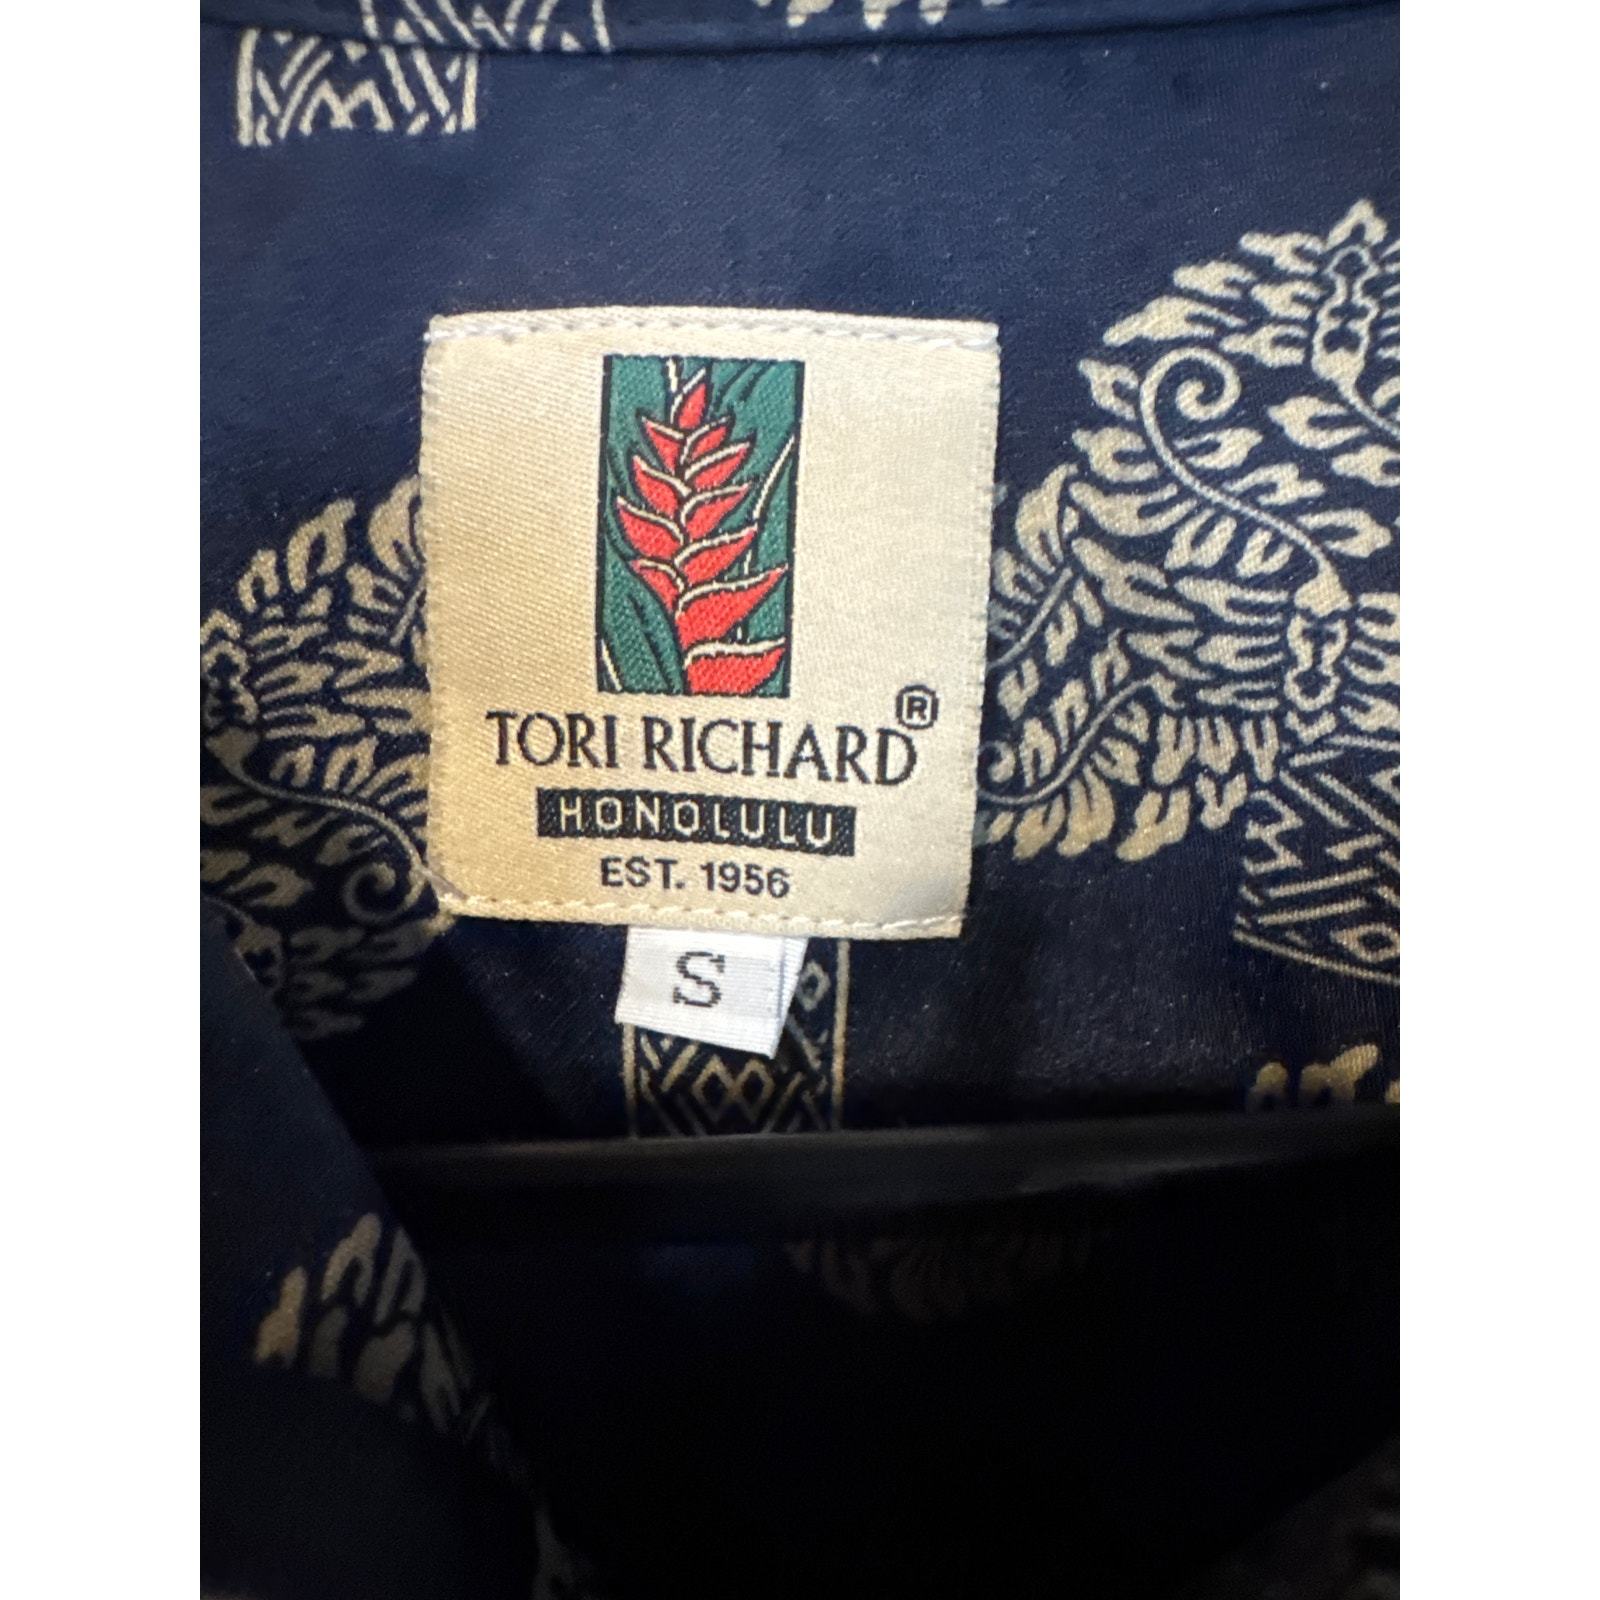 TORI RICHARD®
HONOLULU
EST. 1956
S